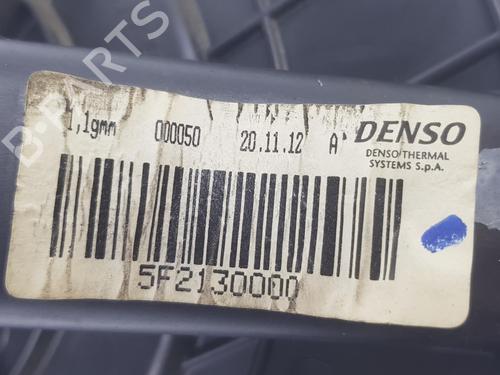 B-PARTS
1,1gmm 000050 20.11.12 A
DENSO
DENSO THERMAL
SYSTEMS S.p.A.
5F2130000